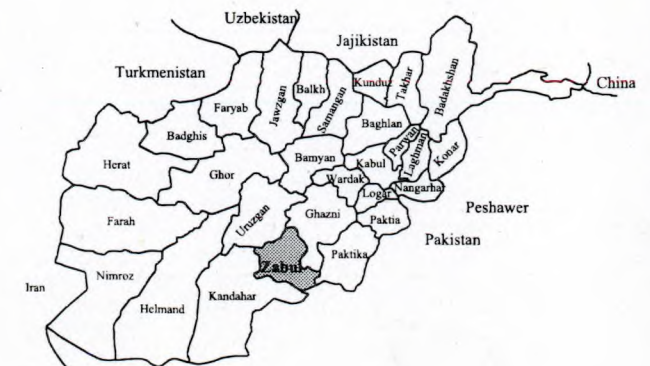 Uzbekistan
Jajikistan
Turkmenistan
China
Kunduz
Takhar
Badakhshan
Balkh
Jawzgan
Samangan
Faryab
Baghlan
Badghis
Parwan
Laghman
Konar
Herat
Ghor
Bamyan
Kabul
Wardak
Logar
Nangarhar
Peshawer
Farah
Uruzgan
Ghazni
Paktia
Pakistan
Zabul
Paktika
Iran
Nimroz
Helmand
Kandahar